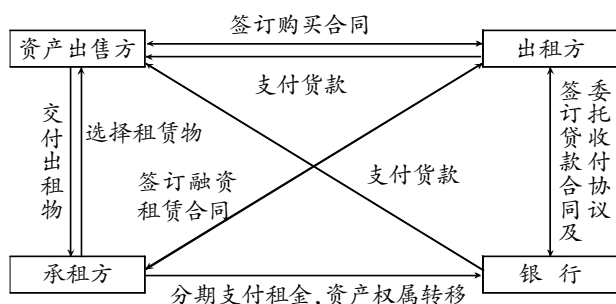 签订购买合同
资产出售方
出租方
支付货款
交付出租物
选择租赁物
签订融资
租赁合同
支付货款
签订贷款合同及
委托收付协议
承租方
银行
分期支付租金,资产权属转移